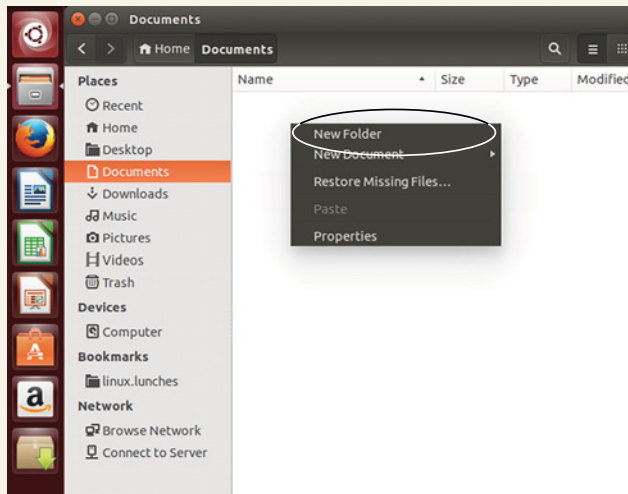 Documents
Home Documents
Places
Recent
Home
Desktop
Documents
Downloads
Music
Pictures
Videos
Trash
Devices
Computer
Bookmarks
linux.lunches
Network
Browse Network
Connect to Server
Name Size Type Modified
New Folder
New Document
Restore Missing Files...
Paste
Properties
a